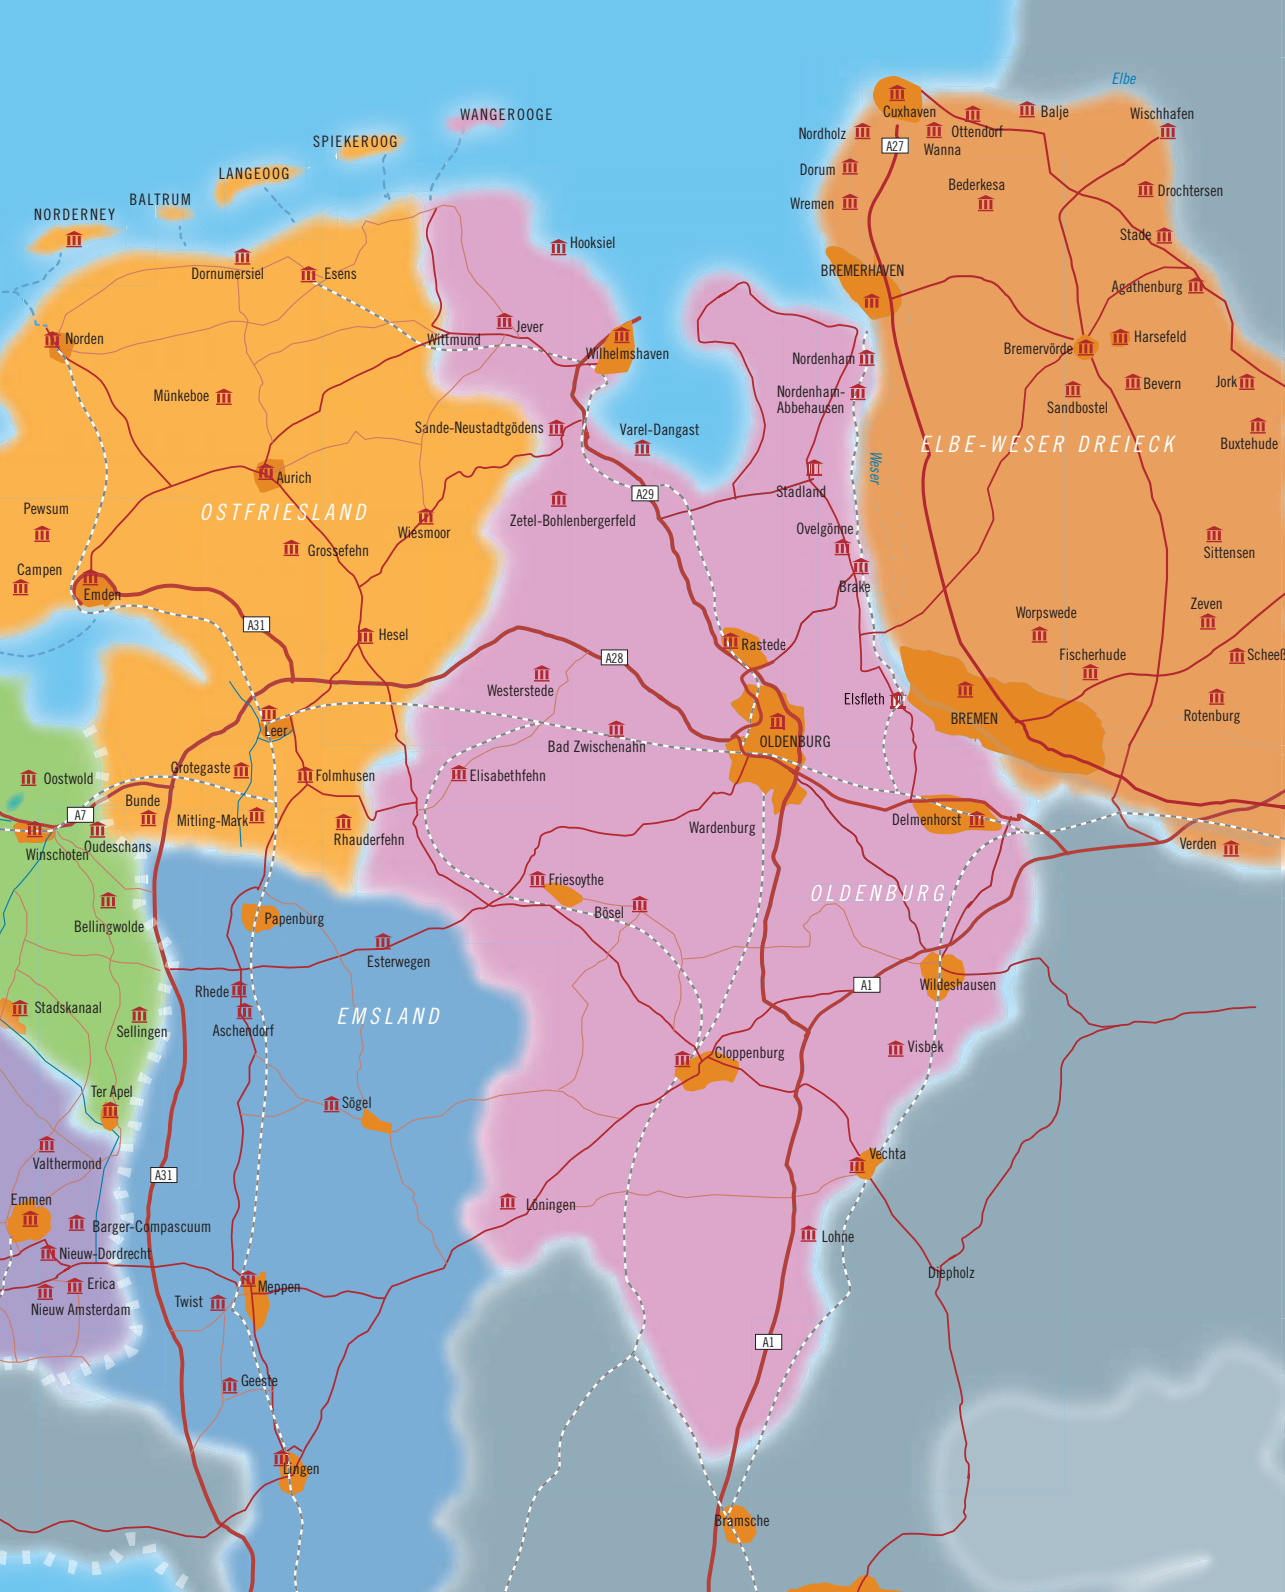 Elbe
WANGEROOGE
SPIEKEROOG
LANGEOOG
BALTRUM
NORDERNEY
Cuxhaven
Balje
Wischhafen
Nordholz
Ottendorf
A27
Wanna
Dorum
Bederkesa
Drochtersen
Wremen
Stade
Hooksiel
Dornumersiel
Esens
BREMERHAVEN
Agathenburg
Norden
Jever
Wittmund
Wilhelmshaven
Harsefeld
Bremervörde
Nordenham
Bevern
Jork
Münkeboe
Nordenham-
Abbehausen
Sandbostel
Sande-Neustadtgödens
Varel-Dangast
Buxtehude
ELBE-WESER DREIECK
Weser
Aurich
A29
Stadland
Pewsum
OSTFRIESLAND
Zetel-Bohlenbergerfeld
Wiesmoor
Ovelgönne
Grossefehn
Sittensen
Campen
Brake
Emden
Zeven
Worpswede
A31
Hesel
Rastede
Fischerhude
Scheeß
A28
Westerstede
Elsfleth
BREMEN
Rotenburg
Leer
OLDENBURG
Bad Zwischenahn
Oostwold
Grotegaste
Folmhusen
Elisabethfehn
Bunde
A7
Mitling-Mark
Delmenhorst
Wardenburg
Rhauderfehn
Oudeschans
Winschoten
Verden
Friesoythe
OLDENBURG
Bösel
Papenburg
Bellingwolde
Esterwegen
A1
Wildeshausen
Rhede
Stadskanaal
EMSLAND
Sellingen
Aschendorf
Visbek
Cloppenburg
Ter Apel
Sögel
Valthermond
Vechta
A31
Emmen
Löningen
Barger-Compascuum
Lohne
Nieuw-Dordrecht
Diepholz
Erica
Meppen
Twist
Nieuw Amsterdam
A1
Geeste
Lingen
Bramsche